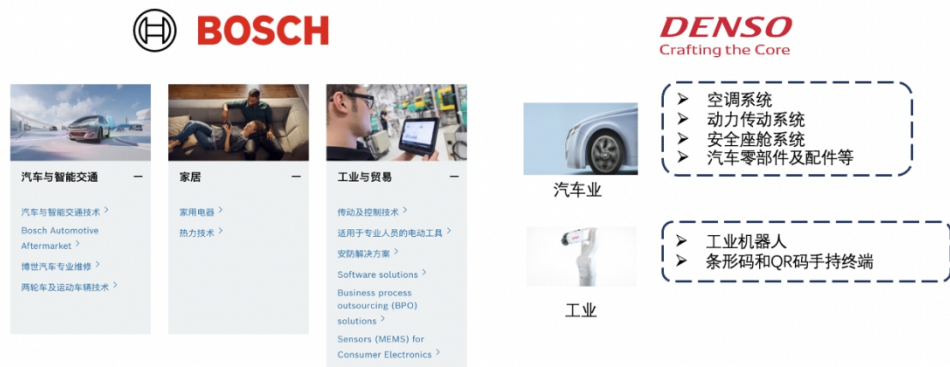 BOSCH
汽车与智能交通
汽车与智能交通技术
Bosch Automotive
Aftermarket
博世汽车专业维修
两轮车及运动车辆技术
家居
家用电器
热力技术
工业与贸易
传动及控制技术
适用于专业人员的电动工具
安防解决方案
Software solutions
Business process
outsourcing (BPO)
solutions
Sensors (MEMS) for
Consumer Electronics
DENSO
Crafting the Core
汽车业
空调系统
动力传动系统
安全座舱系统
汽车零部件及配件等
工业
工业机器人
条形码和QR码手持终端